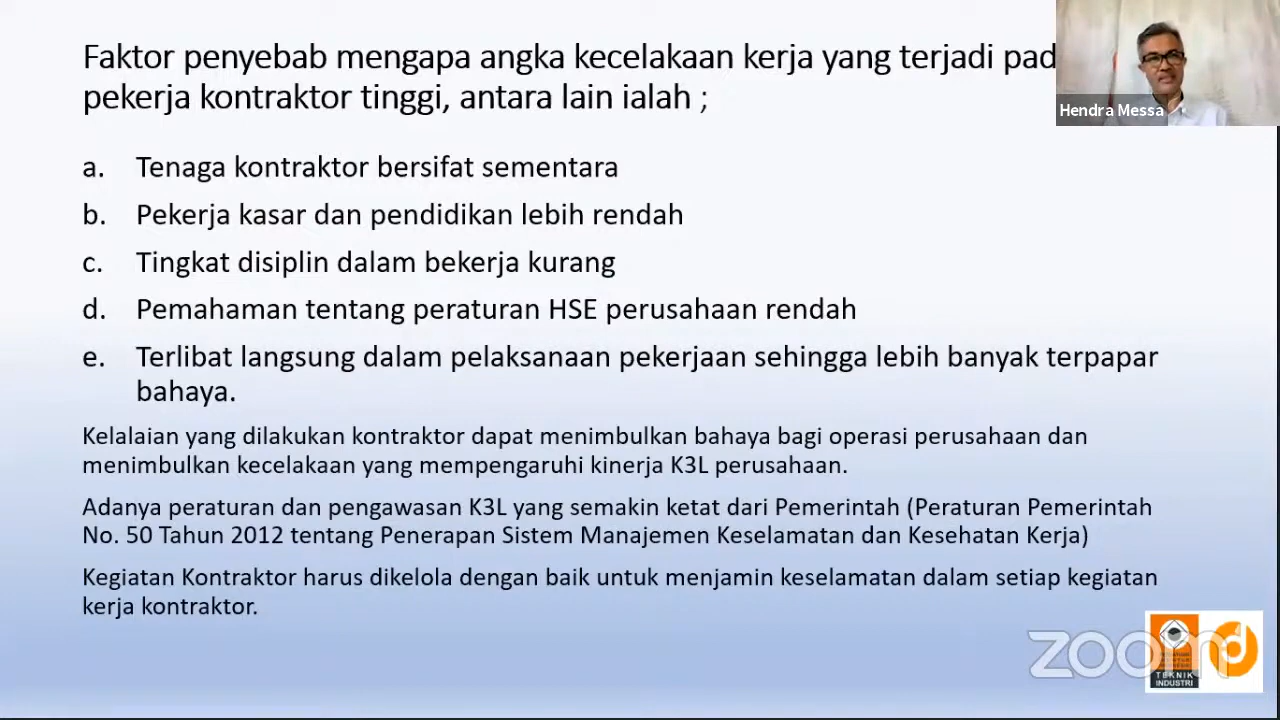 Faktor penyebab mengapa angka kecelakaan kerja yang terjadi pad
pekerja kontraktor tinggi, antara lain ialah ;
Hendra Messa
a. Tenaga kontraktor bersifat sementara
b. Pekerja kasar dan pendidikan lebih rendah
c. Tingkat disiplin dalam bekerja kurang
d. Pemahaman tentang peraturan HSE perusahaan rendah
e. Terlibat langsung dalam pelaksanaan pekerjaan sehingga lebih banyak terpapar
bahaya.
Kelalaian yang dilakukan kontraktor dapat menimbulkan bahaya bagi operasi perusahaan dan
menimbulkan kecelakaan yang mempengaruhi kinerja K3L perusahaan.
Adanya peraturan dan pengawasan K3L yang semakin ketat dari Pemerintah (Peraturan Pemerintah
No. 50 Tahun 2012 tentang Penerapan Sistem Manajemen Keselamatan dan Kesehatan Kerja)
Kegiatan Kontraktor harus dikelola dengan baik untuk menjamin keselamatan dalam setiap kegiatan
kerja kontraktor.
zoom
TEKNIK
INDUSTRI